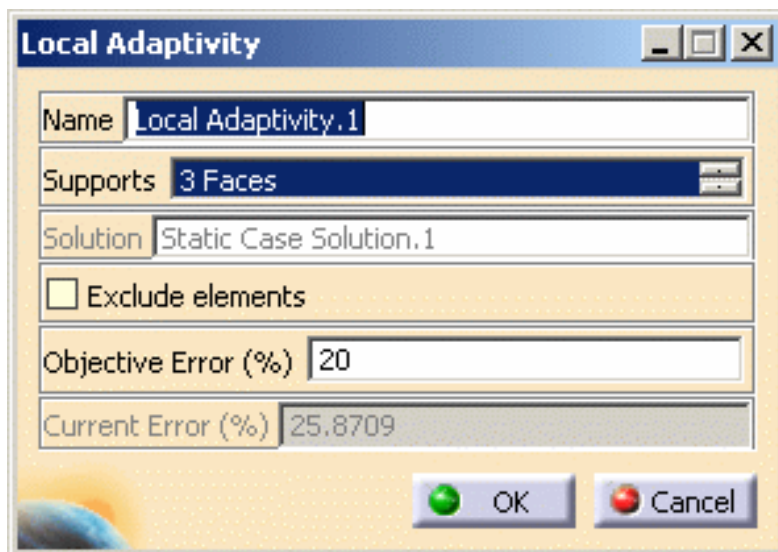 Local Adaptivity
Name Local Adaptivity.1
Supports 3 Faces
Solution Static Case Solution.1
Exclude elements
Objective Error (%) 20
Current Error (%) 25.8709
OK Cancel